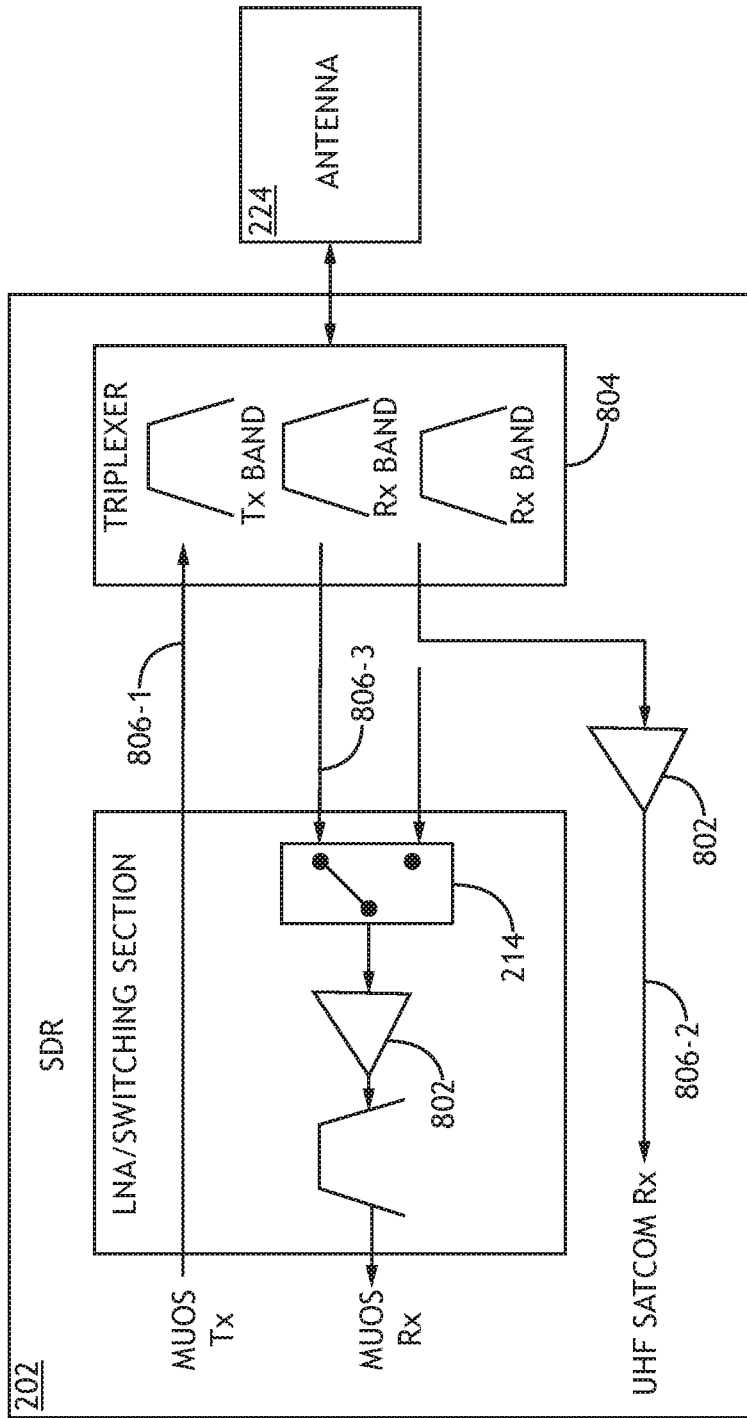 202
SDR
LNA/SWITCHING SECTION
MUOS
Tx
MUOS
Rx
802
214
806-1
806-3
TRIPLEXER
Tx BAND
Rx BAND
Rx BAND
804
224
ANTENNA
UHF SATCOM Rx
806-2
802